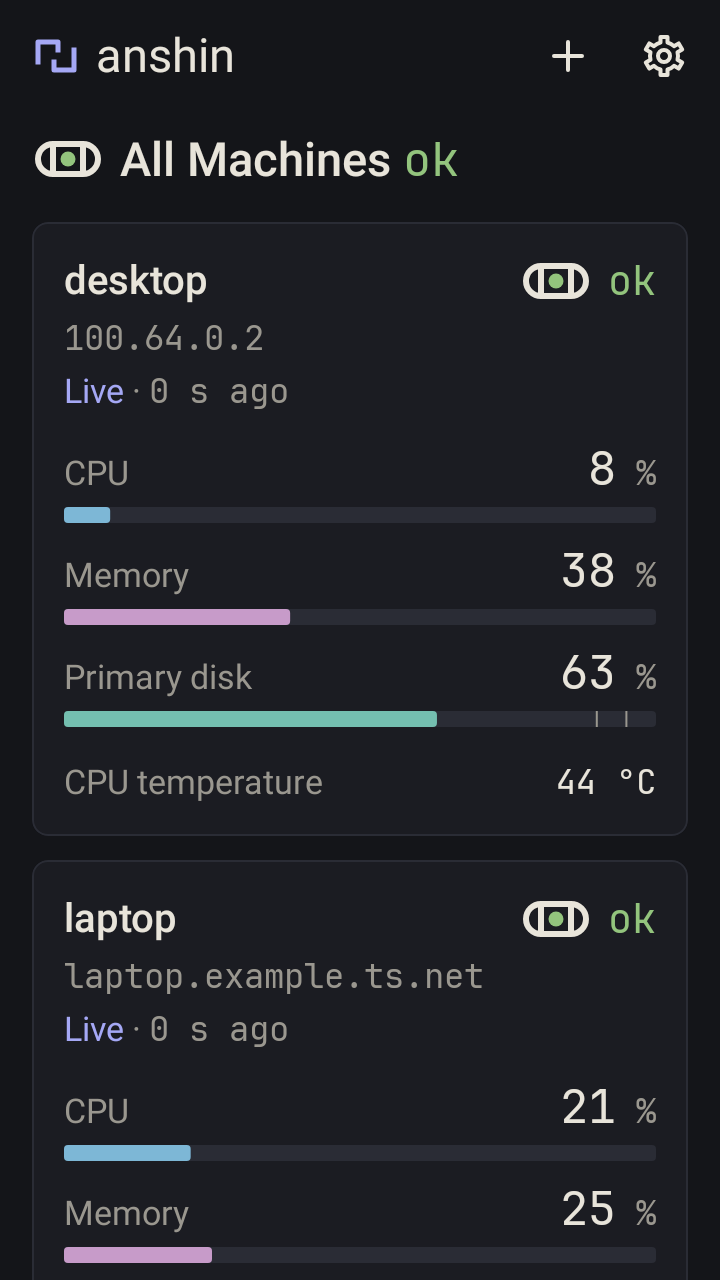 anshin
All Machines ok
desktop ok
100.64.0.2
Live · 0 s ago
CPU 8 %
Memory 38 %
Primary disk 63 %
CPU temperature 44 °C
laptop ok
laptop.example.ts.net
Live · 0 s ago
CPU 21 %
Memory 25 %